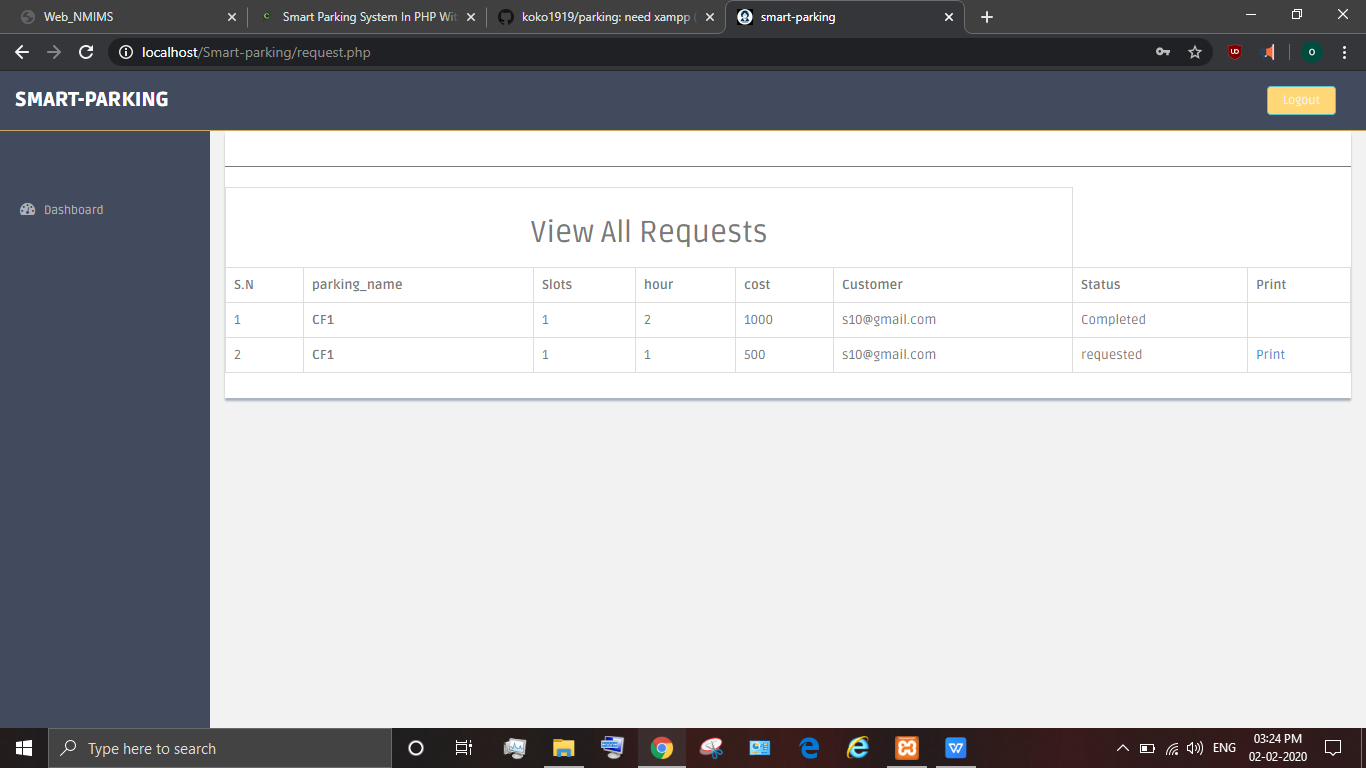 Web_NMIMS
Smart Parking System In PHP Wit
koko1919/parking: need xampp (
smart-parking
localhost/Smart-parking/request.php
SMART-PARKING
Logout
Dashboard
View All Requests
S.N parking_name Slots hour cost Customer Status Print
1 CF1 1 2 1000 s10@gmail.com Completed
2 CF1 1 1 500 s10@gmail.com requested Print
Type here to search
ENG
03:24 PM
02-02-2020